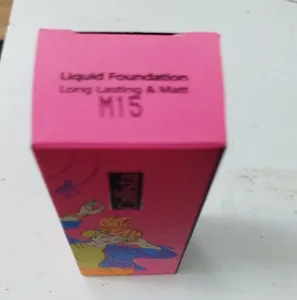 Liquid Foundation
Long Lasting & Matt
M15